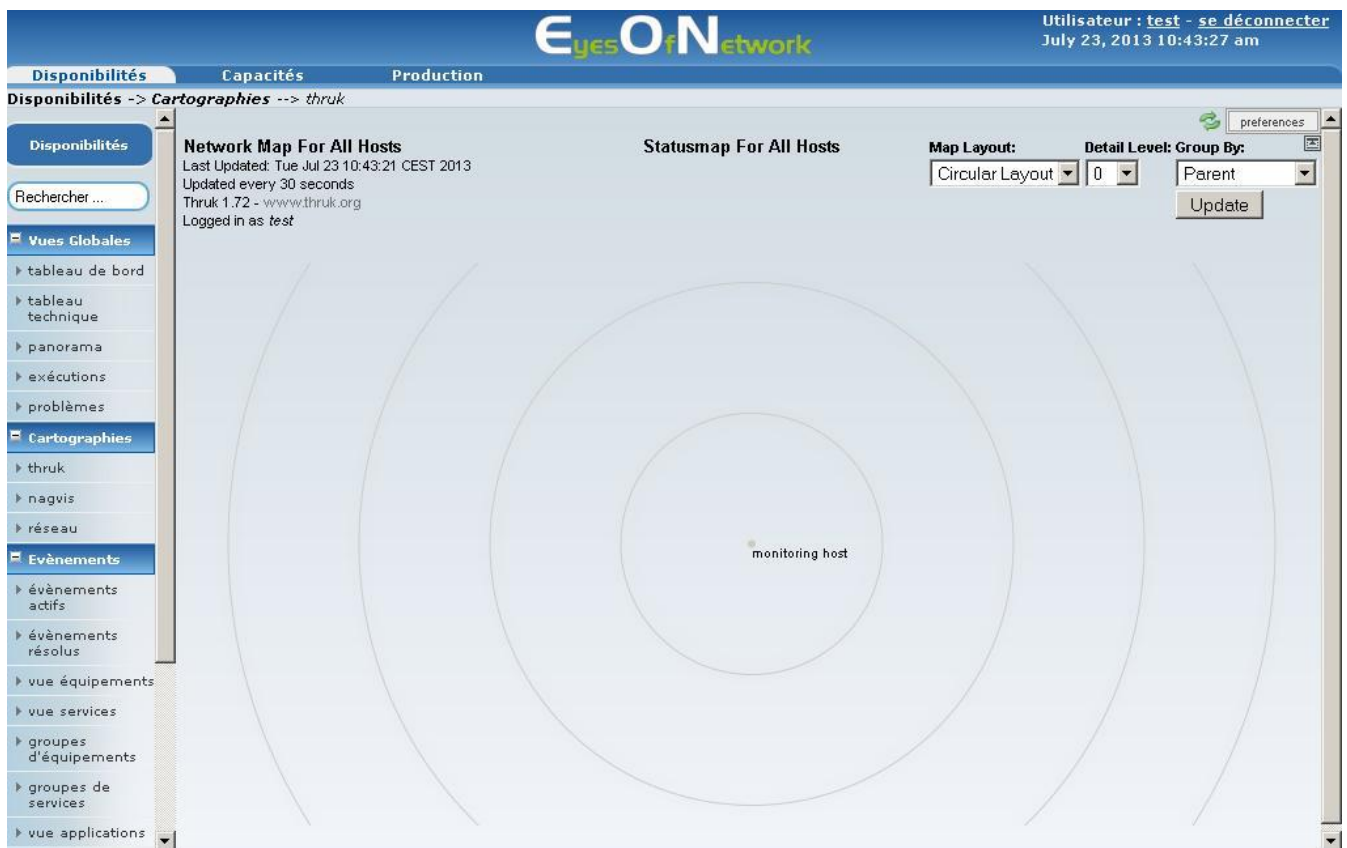 EyesOfNetwork
Utilisateur : test - se déconnecter
July 23, 2013 10:43:27 am
Disponibilités Capacités Production
Disponibilités -> Cartographies --> thruk
preferences
Disponibilités
Rechercher ...
Vues Globales
tableau de bord
tableau
technique
panorama
exécutions
problèmes
Cartographies
thruk
nagvis
réseau
Evènements
évènements
actifs
évènements
résolus
vue équipements
vue services
groupes
d'équipements
groupes de
services
vue applications
Network Map For All Hosts
Last Updated: Tue Jul 23 10:43:21 CEST 2013
Updated every 30 seconds
Thruk 1.72 - www.thruk.org
Logged in as test
Statusmap For All Hosts
Map Layout: Detail Level: Group By:
Circular Layout 0 Parent
Update
monitoring host